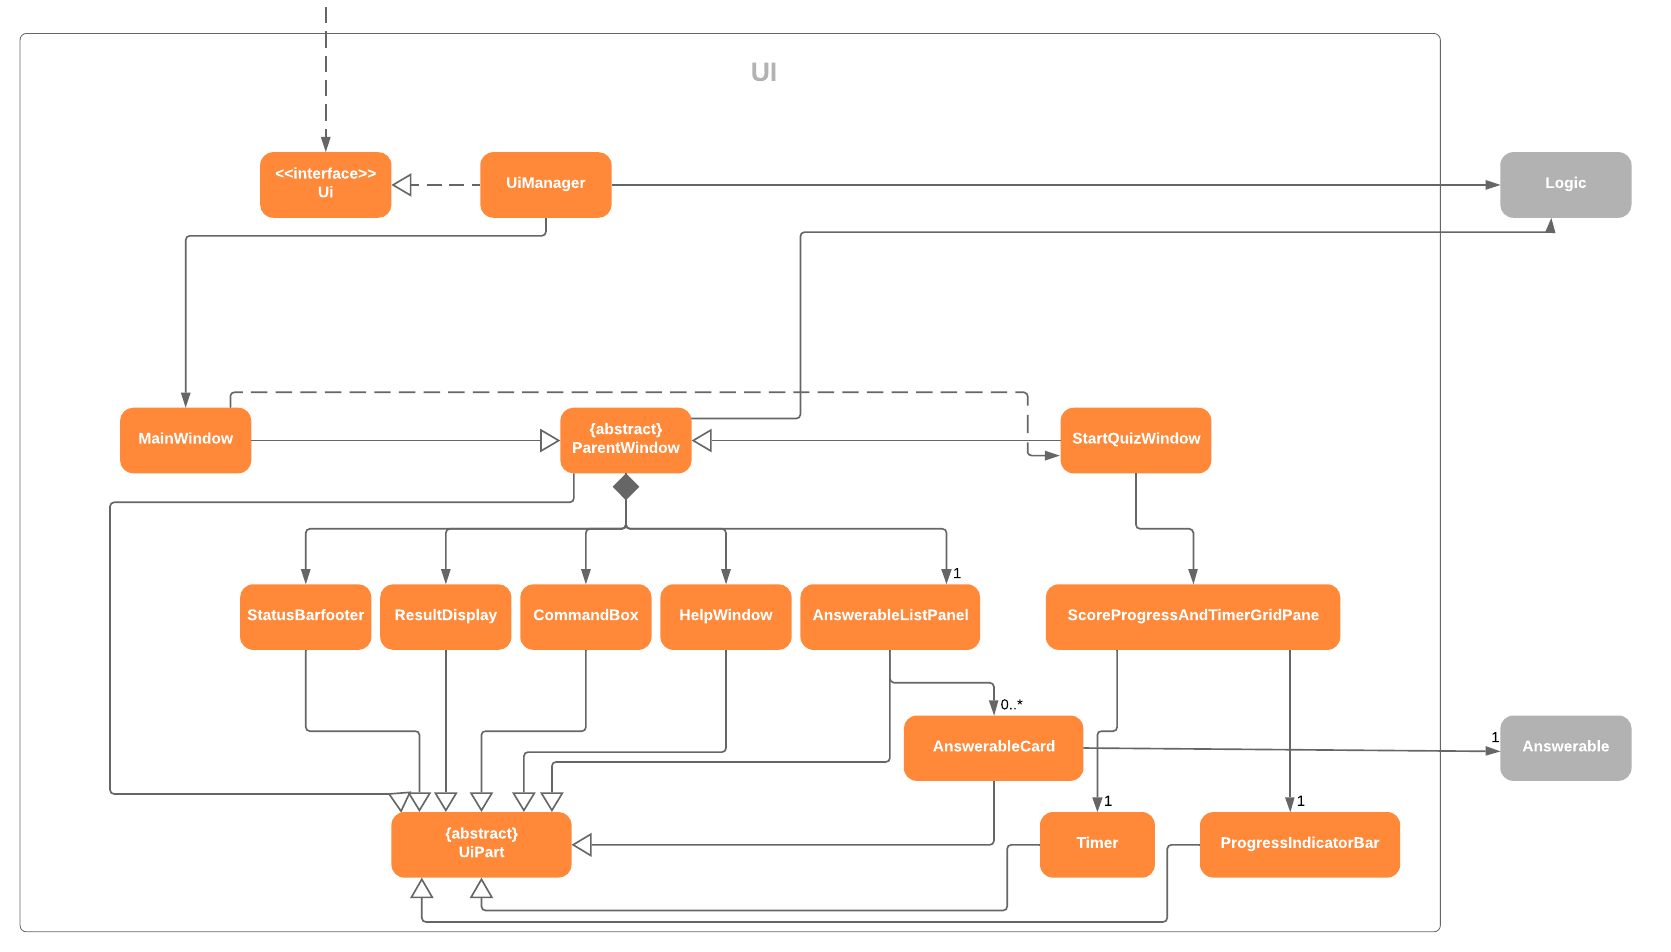 UI
<<interface>>
Ui
UiManager
Logic
MainWindow
{abstract}
ParentWindow
StartQuizWindow
1
StatusBarfooter
ResultDisplay
CommandBox
HelpWindow
AnswerableListPanel
ScoreProgressAndTimerGridPane
0..*
AnswerableCard
1
Answerable
1
1
{abstract}
UiPart
Timer
ProgressIndicatorBar